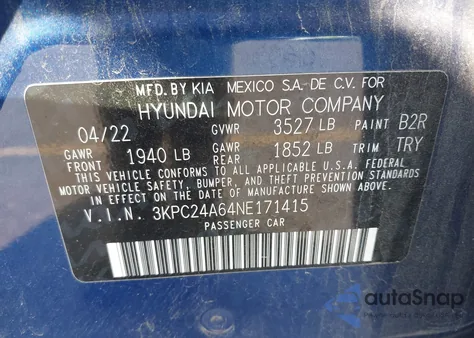 MFD. BY KIA MEXICO S.A. DE C.V. FOR
HYUNDAI MOTOR COMPANY
04/22 GVWR 3527 LB PAINT B2R
GAWR 1940 LB GAWR REAR 1852 LB TRIM TRY
THIS VEHICLE CONFORMS TO ALL APPLICABLE U.S.A. FEDERAL
MOTOR VEHICLE SAFETY, BUMPER, AND THEFT PREVENTION
STANDARDS IN EFFECT ON THE DATE OF MANUFACTURE SHOWN ABOVE.
V.I.N. 3KPC24A64NE171415
PASSENGER CAR
autoSnap